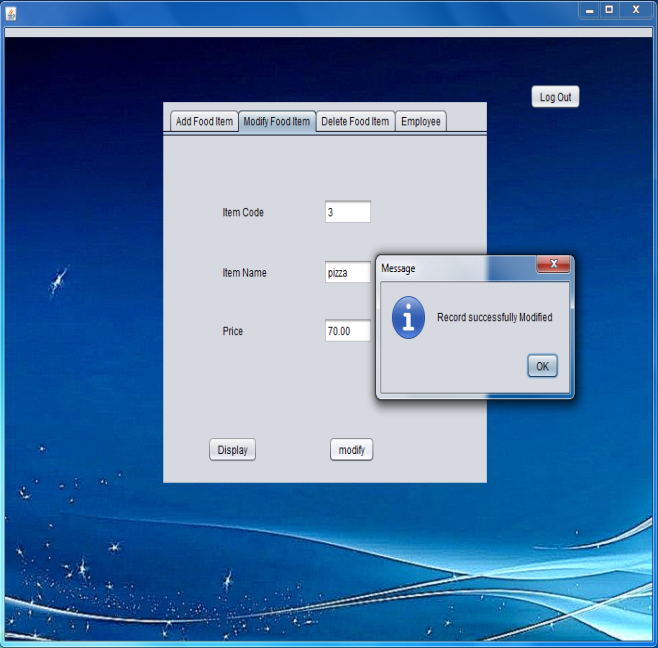 Log Out
Add Food Item Modify Food Item Delete Food Item Employee
Item Code 3
Item Name pizza
Price 70.00
Message
Record successfully Modified
OK
Display modify